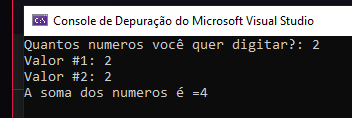 Console de Depuração do Microsoft Visual Studio
Quantos numeros você quer digitar?: 2
Valor #1: 2
Valor #2: 2
A soma dos numeros é =4